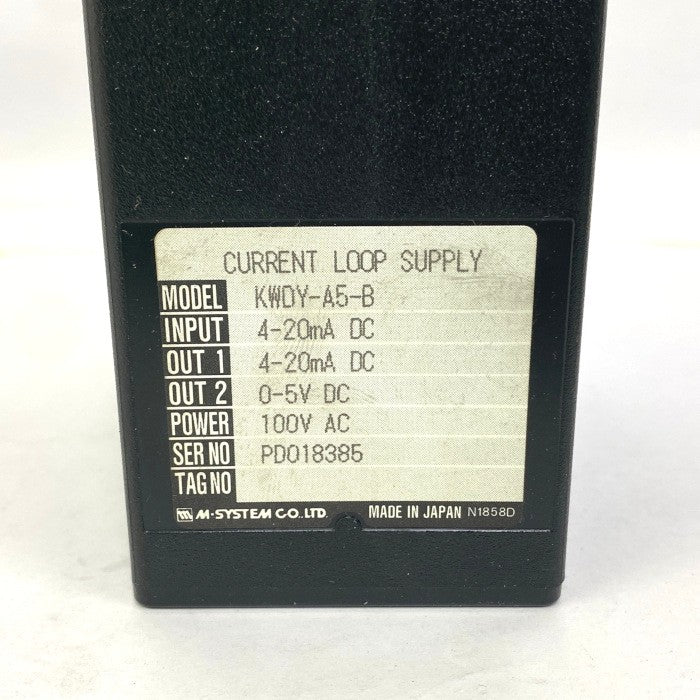 CURRENT LOOP SUPPLY
MODEL KWDY-A5-B
INPUT 4-20mA DC
OUT 1 4-20mA DC
OUT 2 0-5V DC
POWER 100V AC
SER NO PD018385
TAG NO
M-SYSTEM CO.,LTD. MADE IN JAPAN N1858D